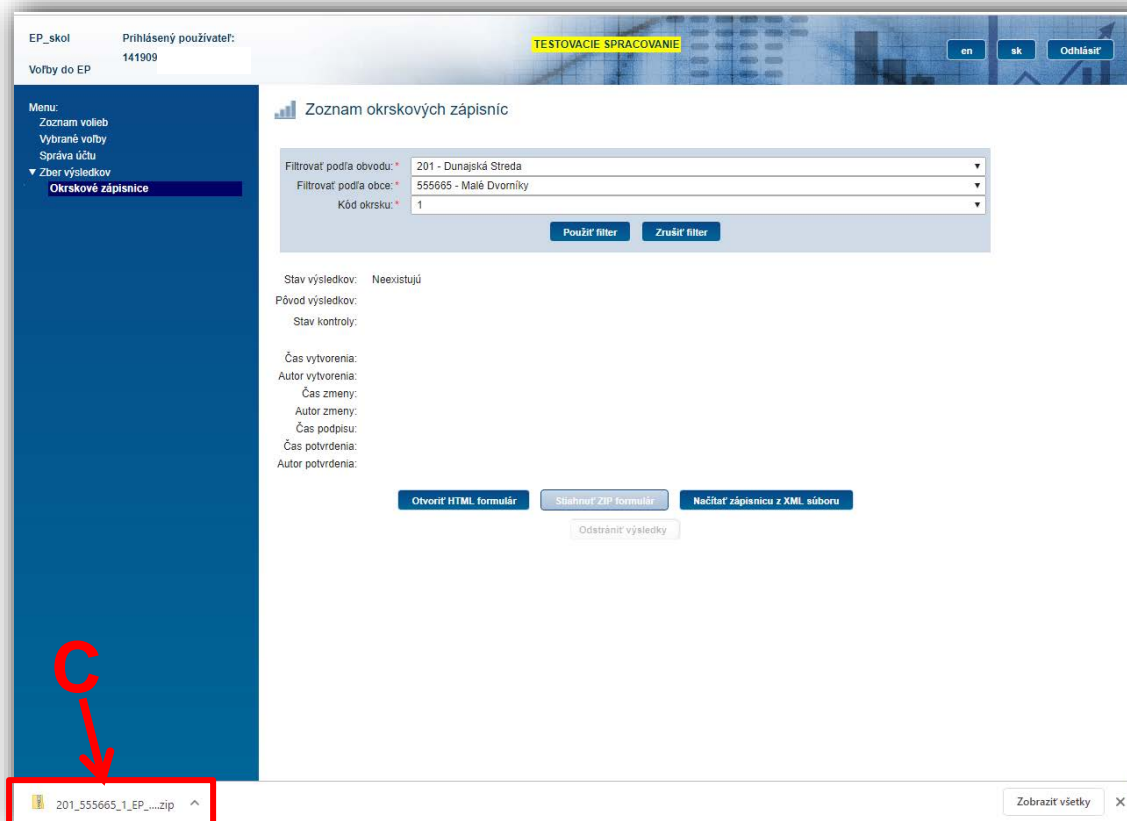 EP_skol Prihlásený používateľ:
141909
Voľby do EP
TESTOVACIE SPRACOVANIE
en sk Odhlásiť
Menu:
Zoznam volieb
Vybrané voľby
Správa účtu
▼ Zber výsledkov
Okrskové zápisnice
Zoznam okrskových zápisníc
Filtrovať podľa obvodu:* 201 - Dunajská Streda
Filtrovať podľa obce:* 555665 - Malé Dvorníky
Kód okrsku:* 1
Použiť filter Zrušiť filter
Stav výsledkov: Neexistujú
Pôvod výsledkov:
Stav kontroly:
Čas vytvorenia:
Autor vytvorenia:
Čas zmeny:
Autor zmeny:
Čas podpisu:
Čas potvrdenia:
Autor potvrdenia:
Otvoriť HTML formulár Stiahnuť ZIP formulár Načítať zápisnicu z XML súboru
Odstrániť výsledky
C
201_555665_1_EP_....zip
Zobraziť všetky